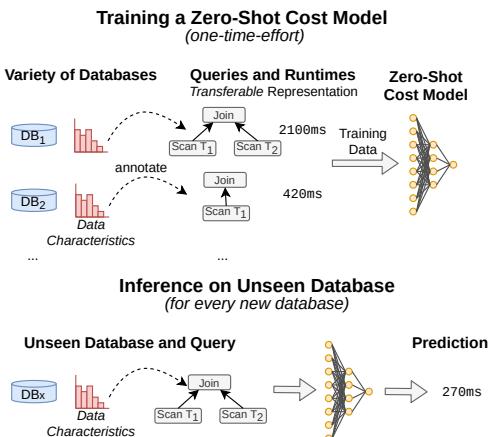 Training a Zero-Shot Cost Model
(one-time-effort)
Variety of Databases
Queries and Runtimes
Transferable Representation
Zero-Shot
Cost Model
DB1
Join
Scan T1
Scan T2
2100ms
Training
Data
annotate
DB2
Join
Scan T1
420ms
Data
Characteristics
...
...
Inference on Unseen Database
(for every new database)
Unseen Database and Query
Prediction
DBx
Join
Scan T1
Scan T2
270ms
Data
Characteristics